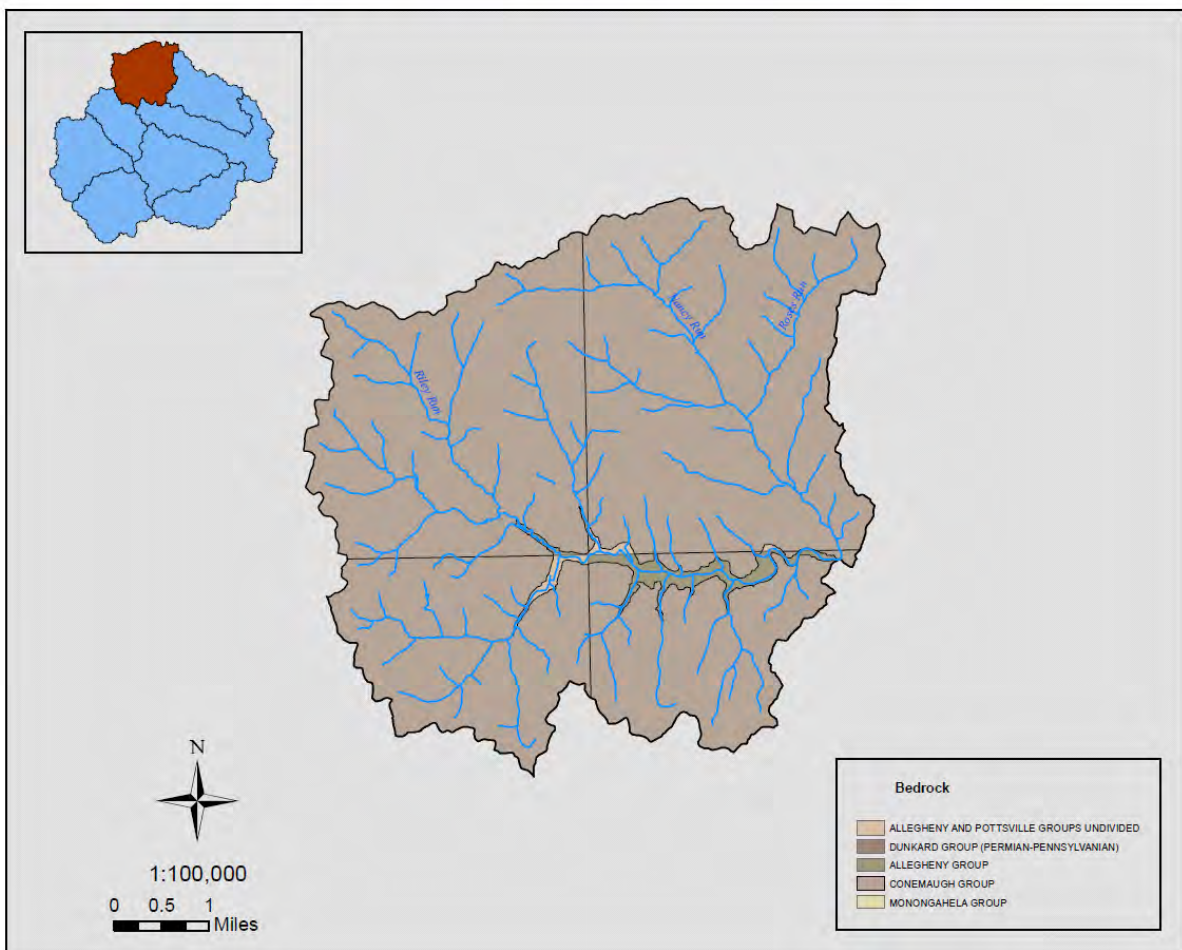 Nancy Run
Roses Run
Riley Run
N
1:100,000
0 0.5 1
Miles
Bedrock
ALLEGHENY AND POTTSVILLE GROUPS UNDIVIDED
DUNKARD GROUP (PERMIAN-PENNSYLVANIAN)
ALLEGHENY GROUP
CONEMAUGH GROUP
MONONGAHELA GROUP